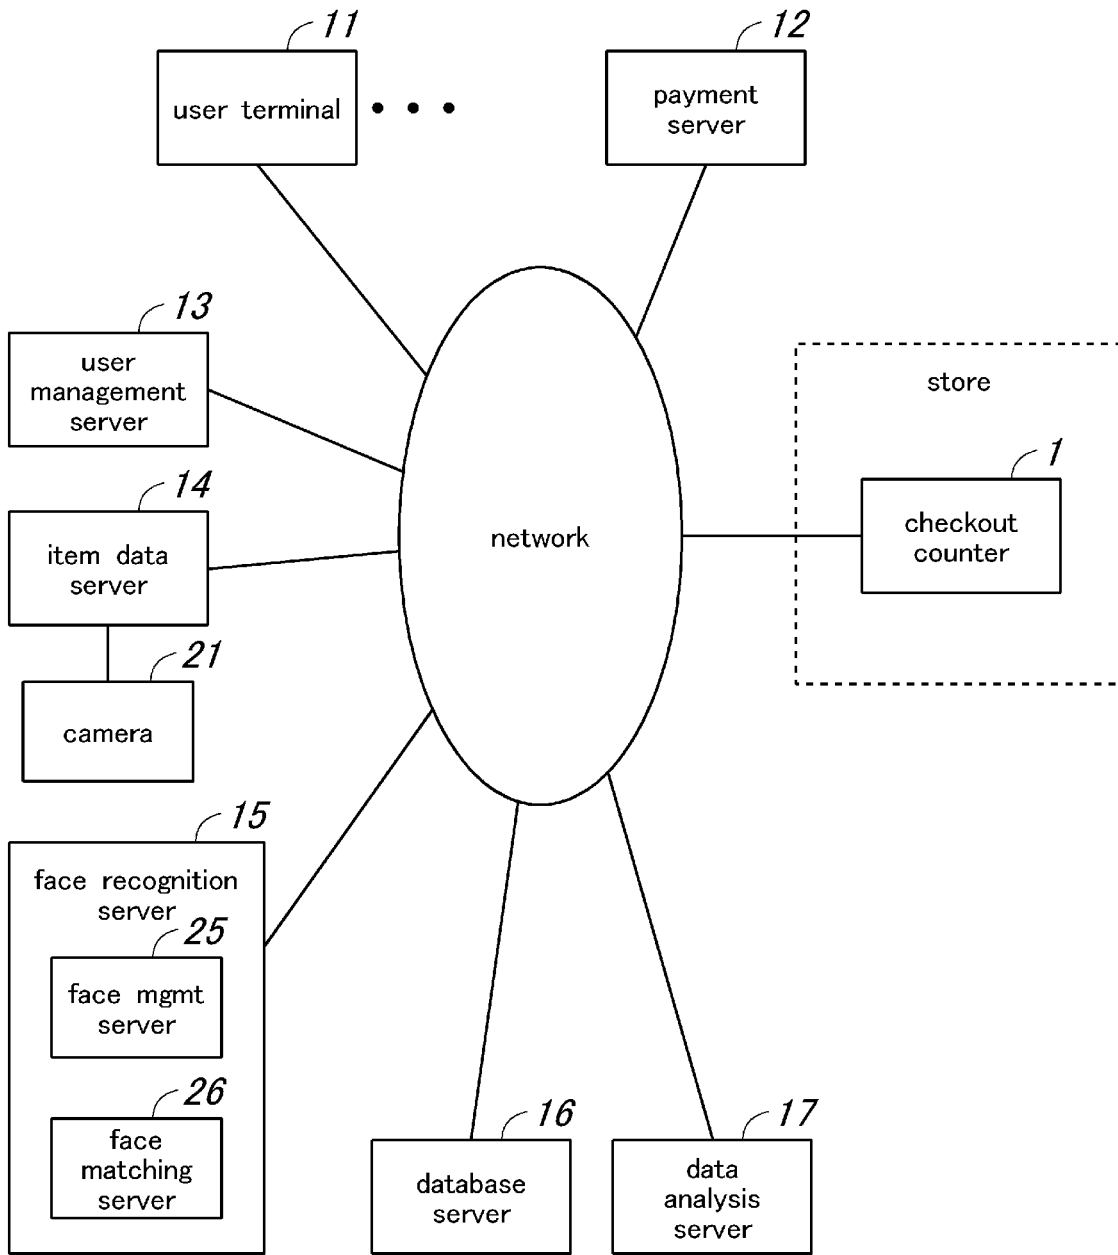 11
user terminal
12
payment
server
13
user
management
server
14
item data
server
21
camera
network
store
1
checkout
counter
15
face recognition
server
25
face mgmt
server
26
face
matching
server
16
database
server
17
data
analysis
server